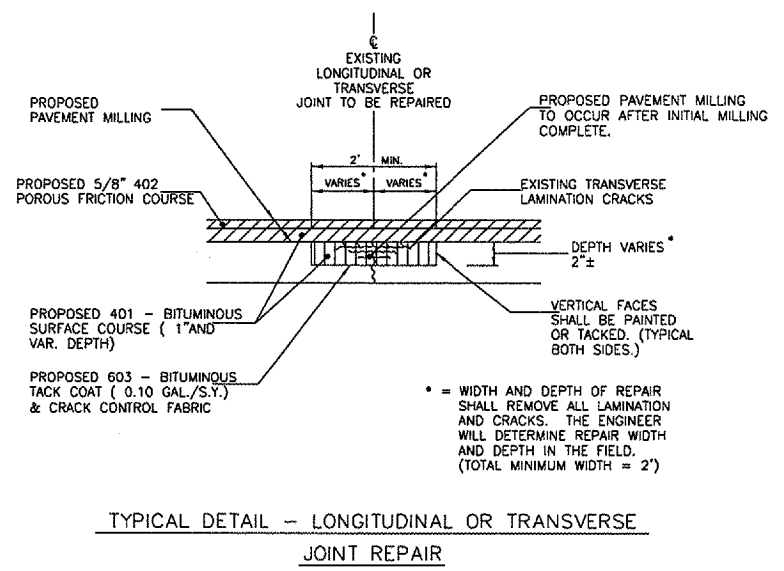 ℄
EXISTING
LONGITUDINAL OR
TRANSVERSE
JOINT TO BE REPAIRED
PROPOSED
PAVEMENT MILLING
PROPOSED PAVEMENT MILLING
TO OCCUR AFTER INITIAL MILLING
COMPLETE.
2' MIN.
VARIES* VARIES*
PROPOSED 5/8" 402
POROUS FRICTION COURSE
EXISTING TRANSVERSE
LAMINATION CRACKS
DEPTH VARIES*
2"±
PROPOSED 401 - BITUMINOUS
SURFACE COURSE ( 1"AND
VAR. DEPTH)
VERTICAL FACES
SHALL BE PAINTED
OR TACKED. (TYPICAL
BOTH SIDES.)
PROPOSED 603 - BITUMINOUS
TACK COAT ( 0.10 GAL./S.Y.)
& CRACK CONTROL FABRIC
* = WIDTH AND DEPTH OF REPAIR
SHALL REMOVE ALL LAMINATION
AND CRACKS. THE ENGINEER
WILL DETERMINE REPAIR WIDTH
AND DEPTH IN THE FIELD.
(TOTAL MINIMUM WIDTH = 2')
TYPICAL DETAIL - LONGITUDINAL OR TRANSVERSE
JOINT REPAIR